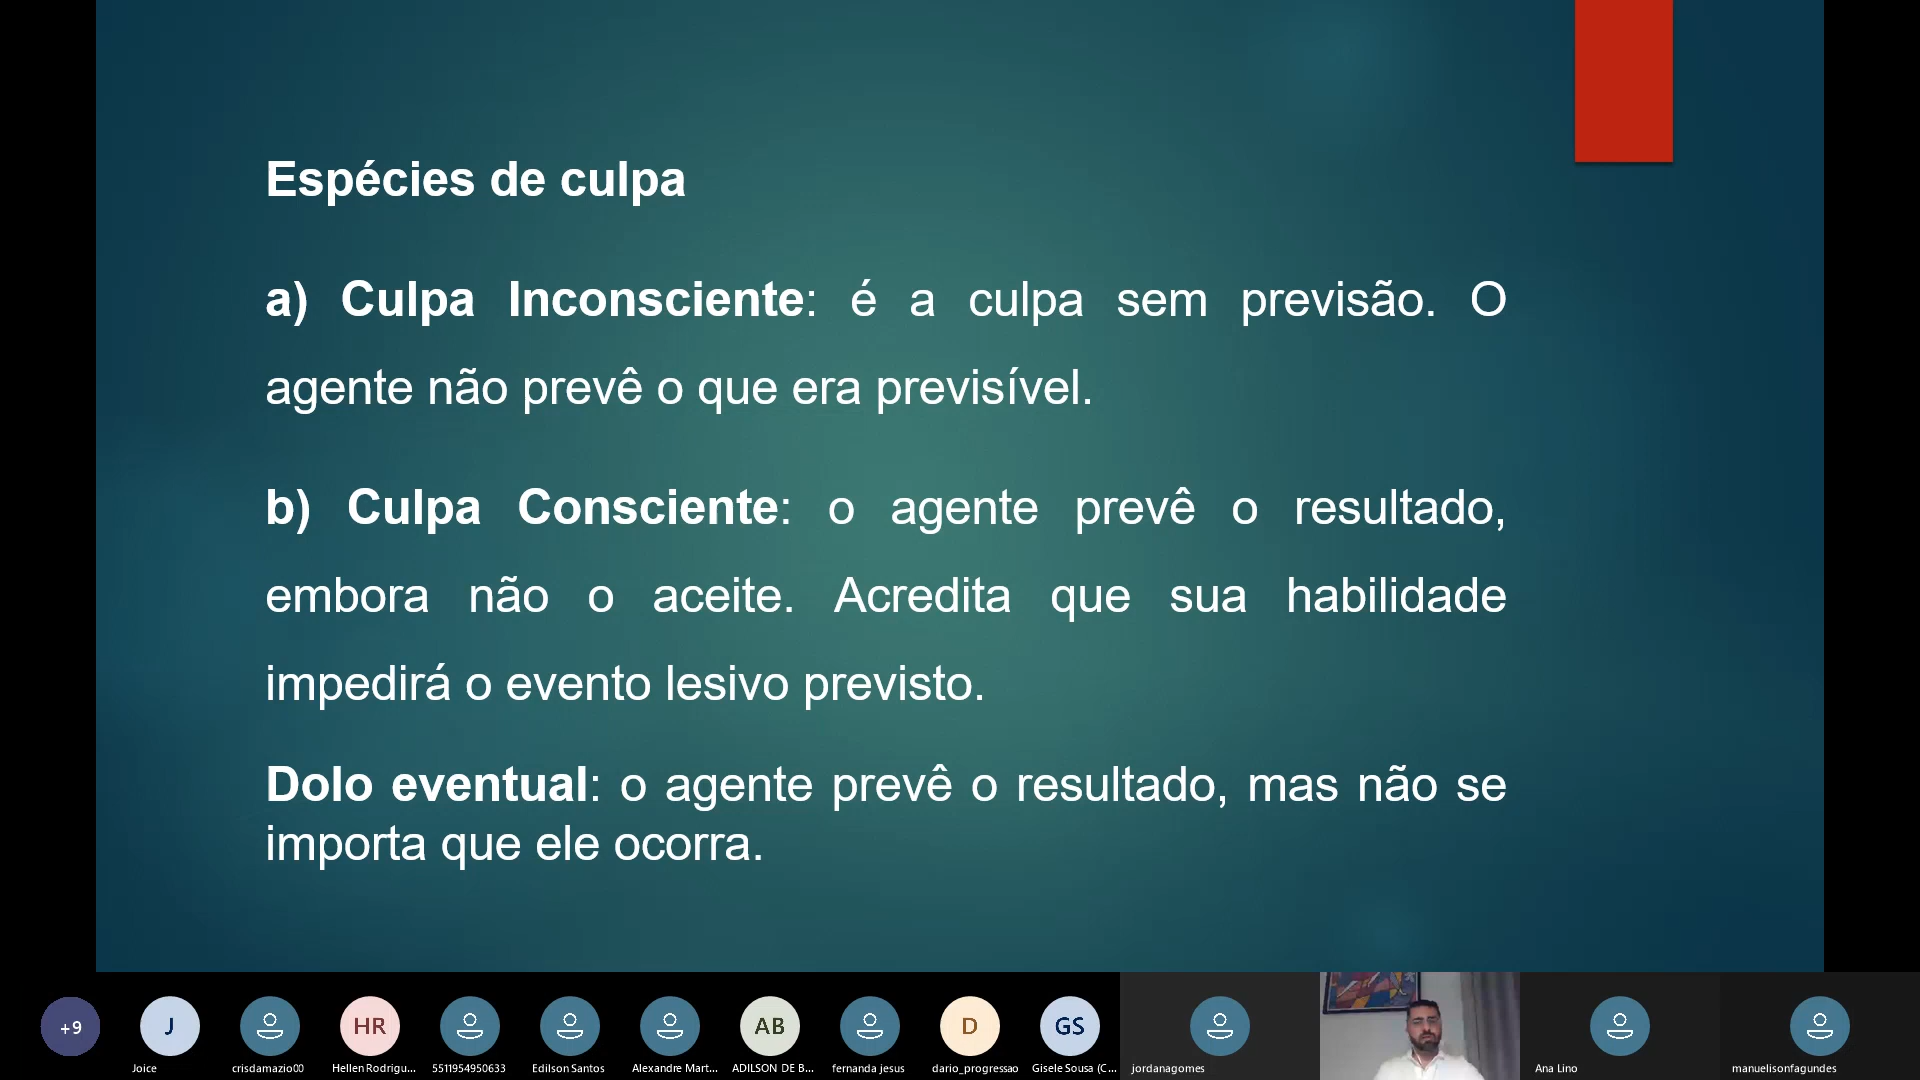 Espécies de culpa
a) Culpa Inconsciente: é a culpa sem previsão. O
agente não prevê o que era previsível.
b) Culpa Consciente: o agente prevê o resultado,
embora não o aceite. Acredita que sua habilidade
impedirá o evento lesivo previsto.
Dolo eventual: o agente prevê o resultado, mas não se
importa que ele ocorra.
+9
J
HR
AB
D
GS
Joice
crisdamazio00
Hellen Rodrigu...
5511954950633
Edilson Santos
Alexandre Mart...
ADILSON DE B...
fernanda jesus
dario_progressao
Gisele Sousa (C...
jordanagomes
Ana Lino
manuelisonfagundes